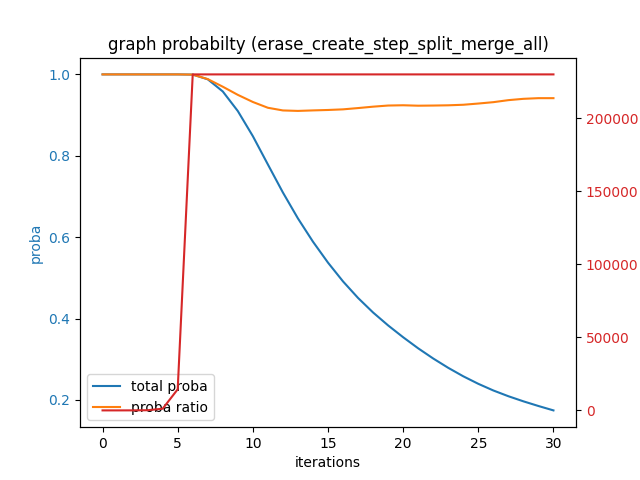 graph probabilty (erase_create_step_split_merge_all)
1.0
0.8
0.6
0.4
0.2
proba
200000
150000
100000
50000
0
total proba
proba ratio
0 5 10 15 20 25 30
iterations